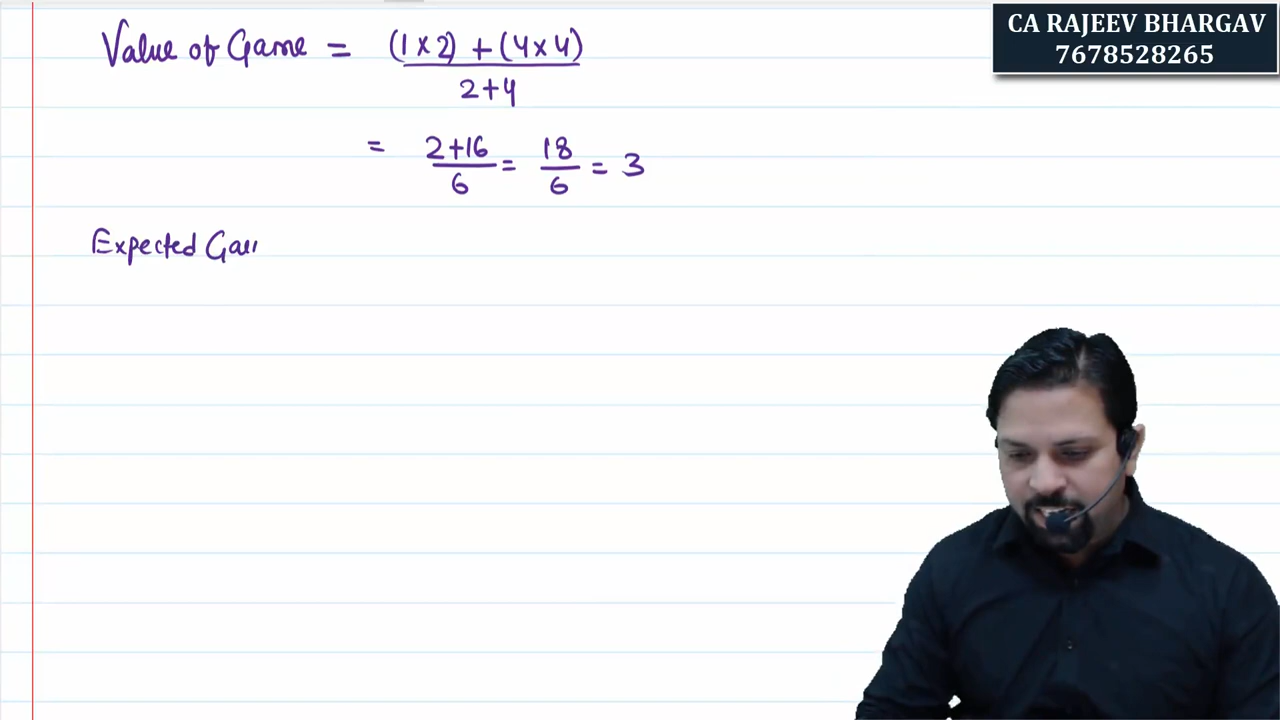 CA RAJEEV BHARGAV
7678528265
Value of Game = (1 x 2) + (4 x 4)
2+4
= 2+16 = 18 = 3
6 6
Expected